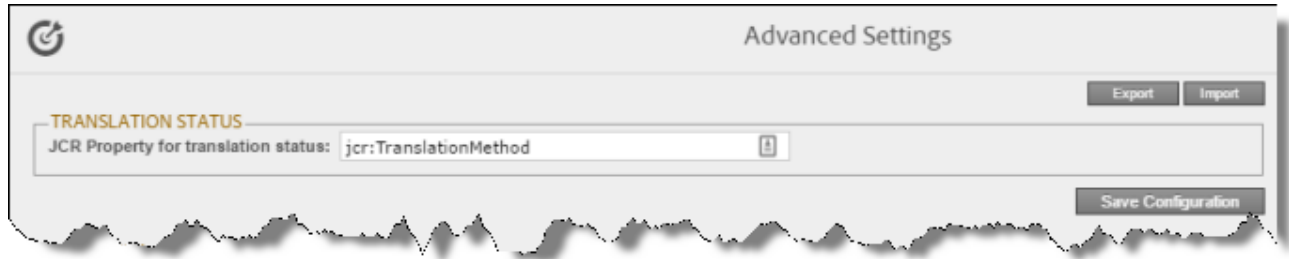 Advanced Settings
Export Import
TRANSLATION STATUS
JCR Property for translation status: jcr:TranslationMethod
Save Configuration